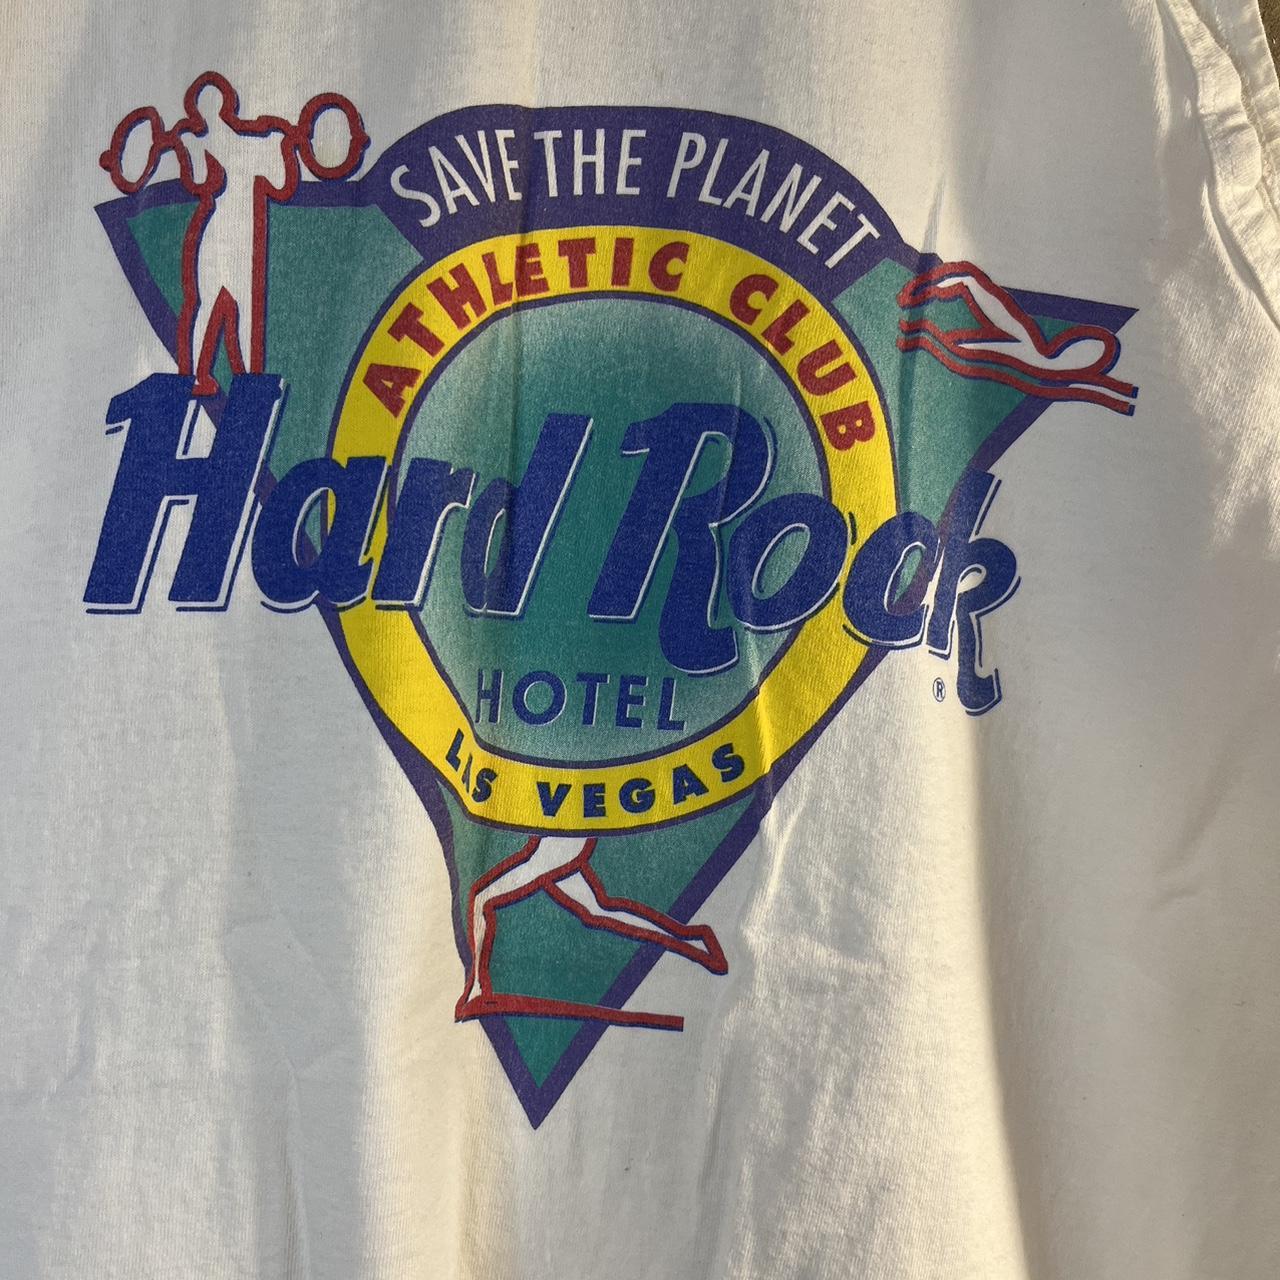 SAVE THE PLANET
ATHLETIC CLUB
Hard Rock
®
HOTEL
LAS VEGAS